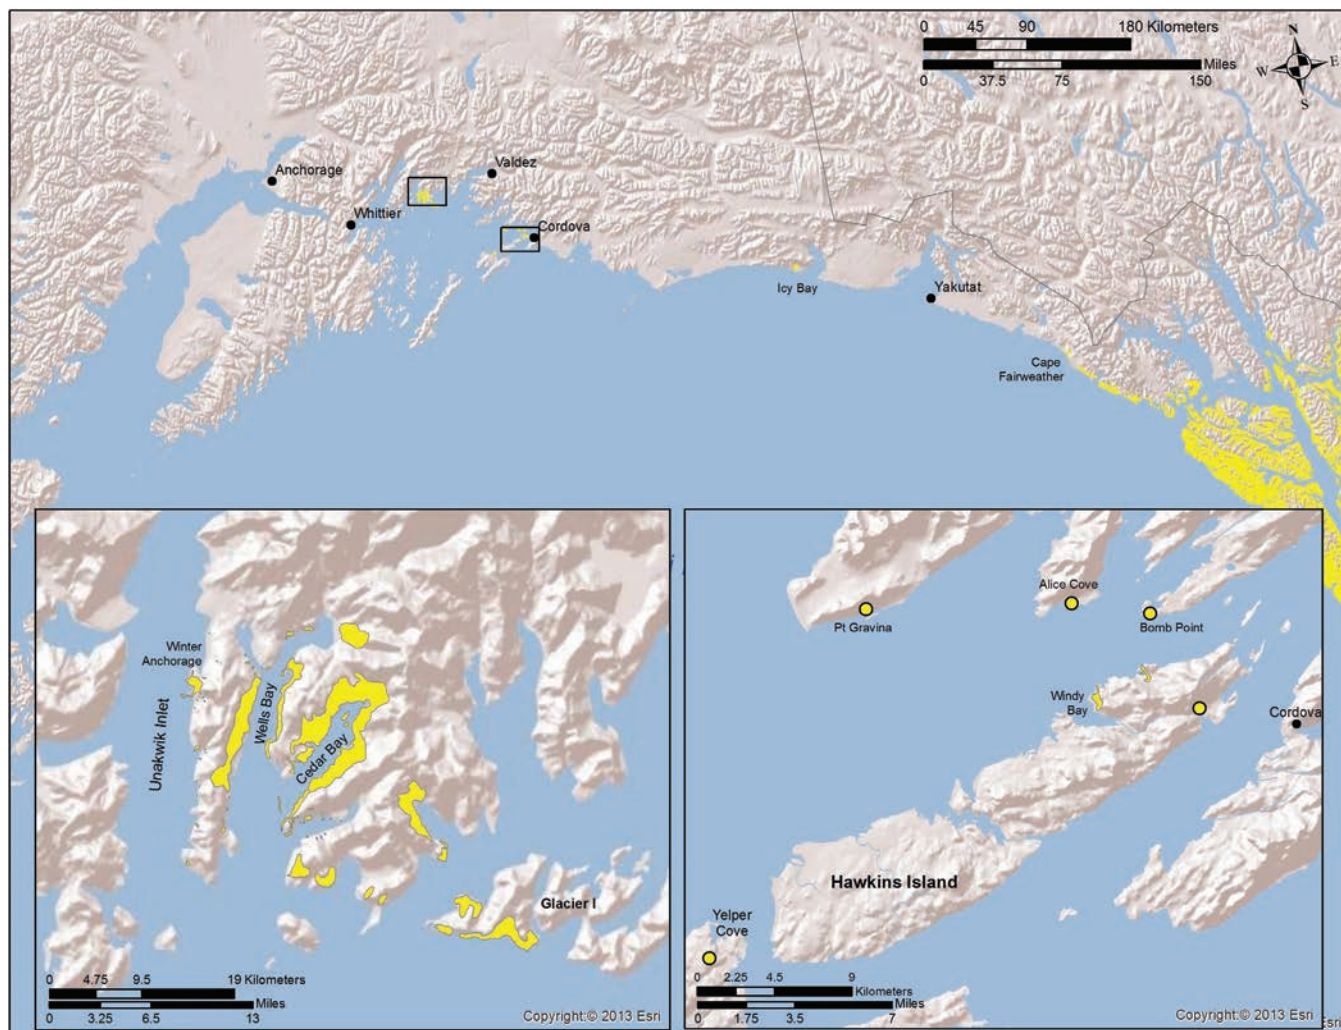 0 45 90 180 Kilometers
Miles
0 37.5 75 150
N
W E
S
Valdez
Anchorage
Whittier
Cordova
Icy Bay
Yakutat
Cape
Fairweather
Winter
Anchorage
Unakwik Inlet
Wells Bay
Cedar Bay
Glacier I
0 4.75 9.5 19 Kilometers
Miles
0 3.25 6.5 13
Copyright:© 2013 Esri
Alice Cove
Pt Gravina
Bomb Point
Windy
Bay
Cordova
Hawkins Island
Yelper
Cove
0 2.25 4.5 9
Kilometers
Miles
0 1.75 3.5 7
Copyright:© 2013 Esri
Esri